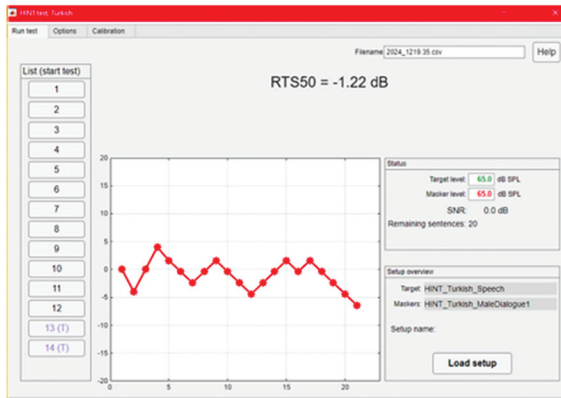 HINT test, Turkish
Run test Options Calibration
Filename 2024_1219.35.csv Help
List (start test)
RTS50 = -1.22 dB
1
2
3
4
5
6
7
8
9
10
11
12
13 (T)
14 (T)
20
15
10
5
0
-5
-10
-15
-20
0 5 10 15 20
Status
Target level: 65.0 dB SPL
Masker level: 65.0 dB SPL
SNR: 0.0 dB
Remaining sentences: 20
Setup overview
Target: HINT_Turkish_Speech
Maskers: HINT_Turkish_MaleDialogue1
Setup name:
Load setup